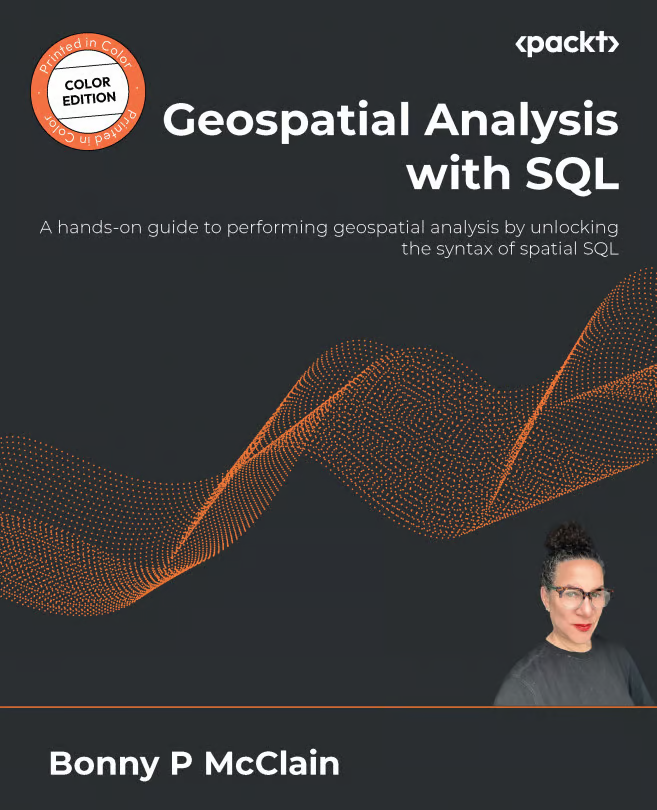 <packt>
Printed in Color
COLOR
EDITION
Printed in Color
Geospatial Analysis
with SQL
A hands-on guide to performing geospatial analysis by unlocking
the syntax of spatial SQL
Bonny P McClain